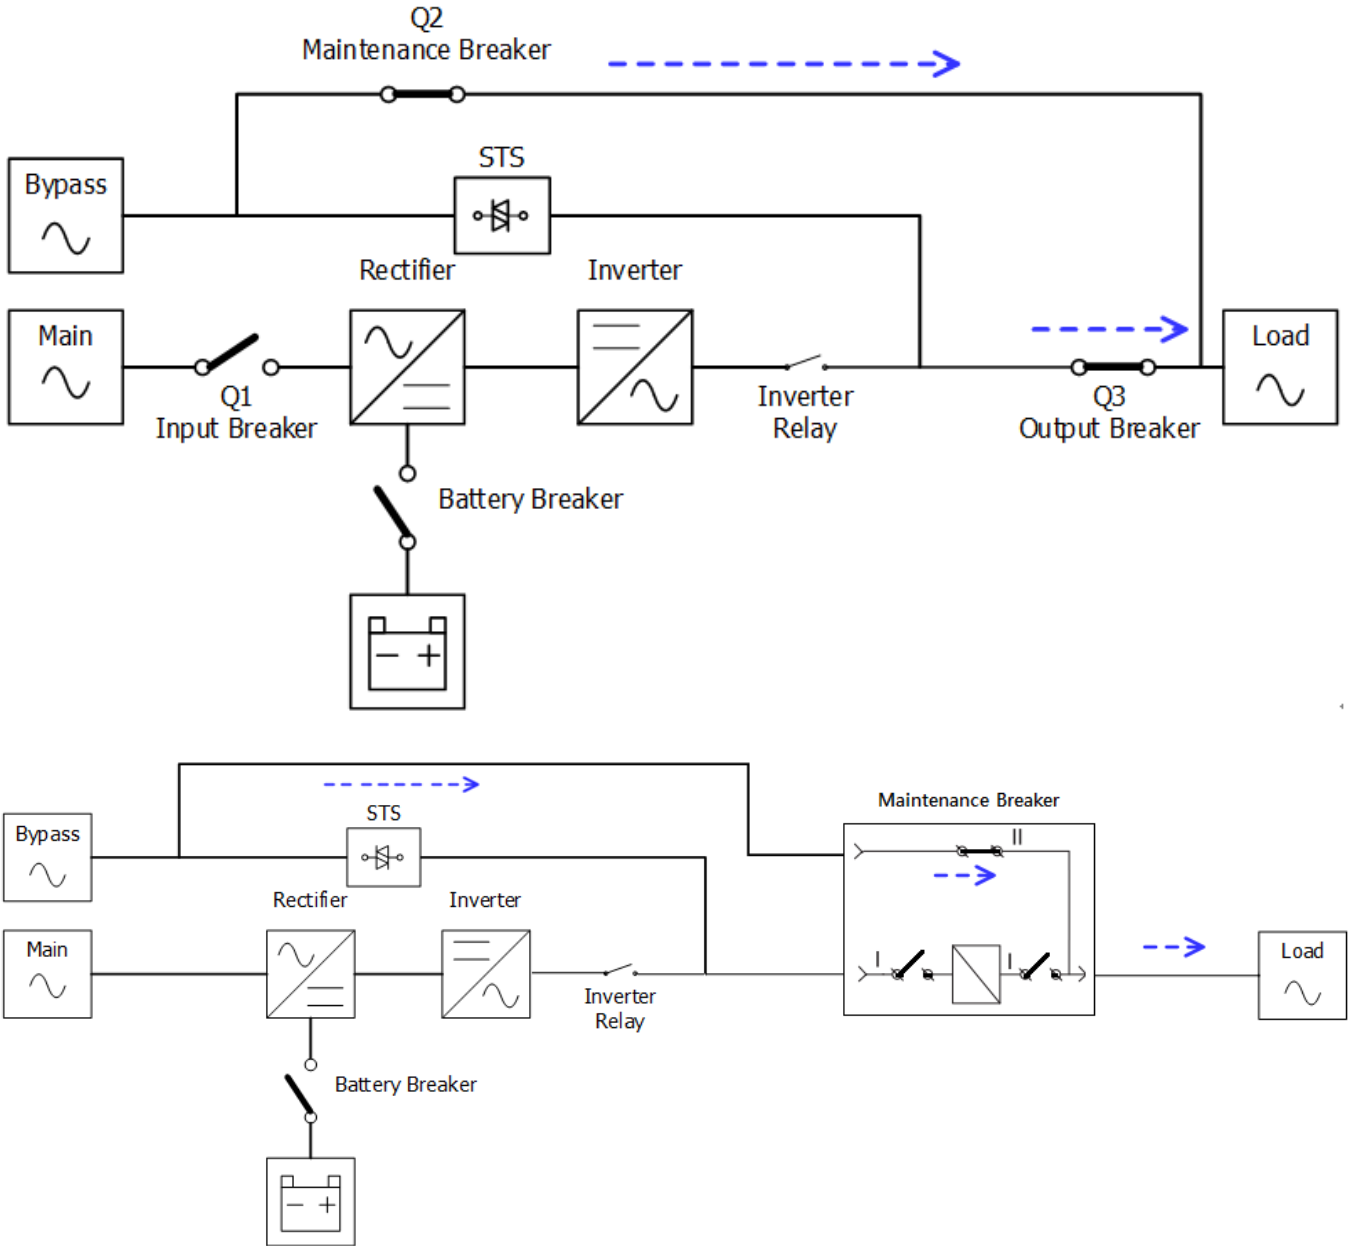 Q2
Maintenance Breaker
STS
Bypass
Rectifier
Inverter
Main
Load
Q1
Input Breaker
Inverter
Relay
Q3
Output Breaker
Battery Breaker
− +
Maintenance Breaker
STS
Bypass
II
Rectifier
Inverter
Main
I
I
Load
Inverter
Relay
Battery Breaker
− +